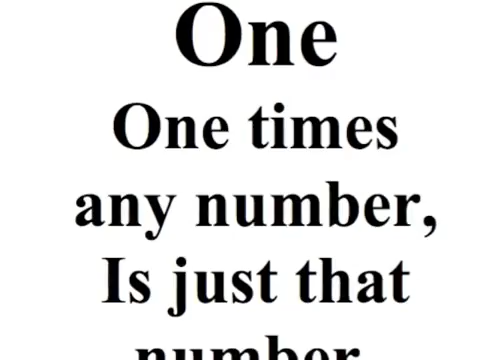 One
One times
any number,
Is just that
number